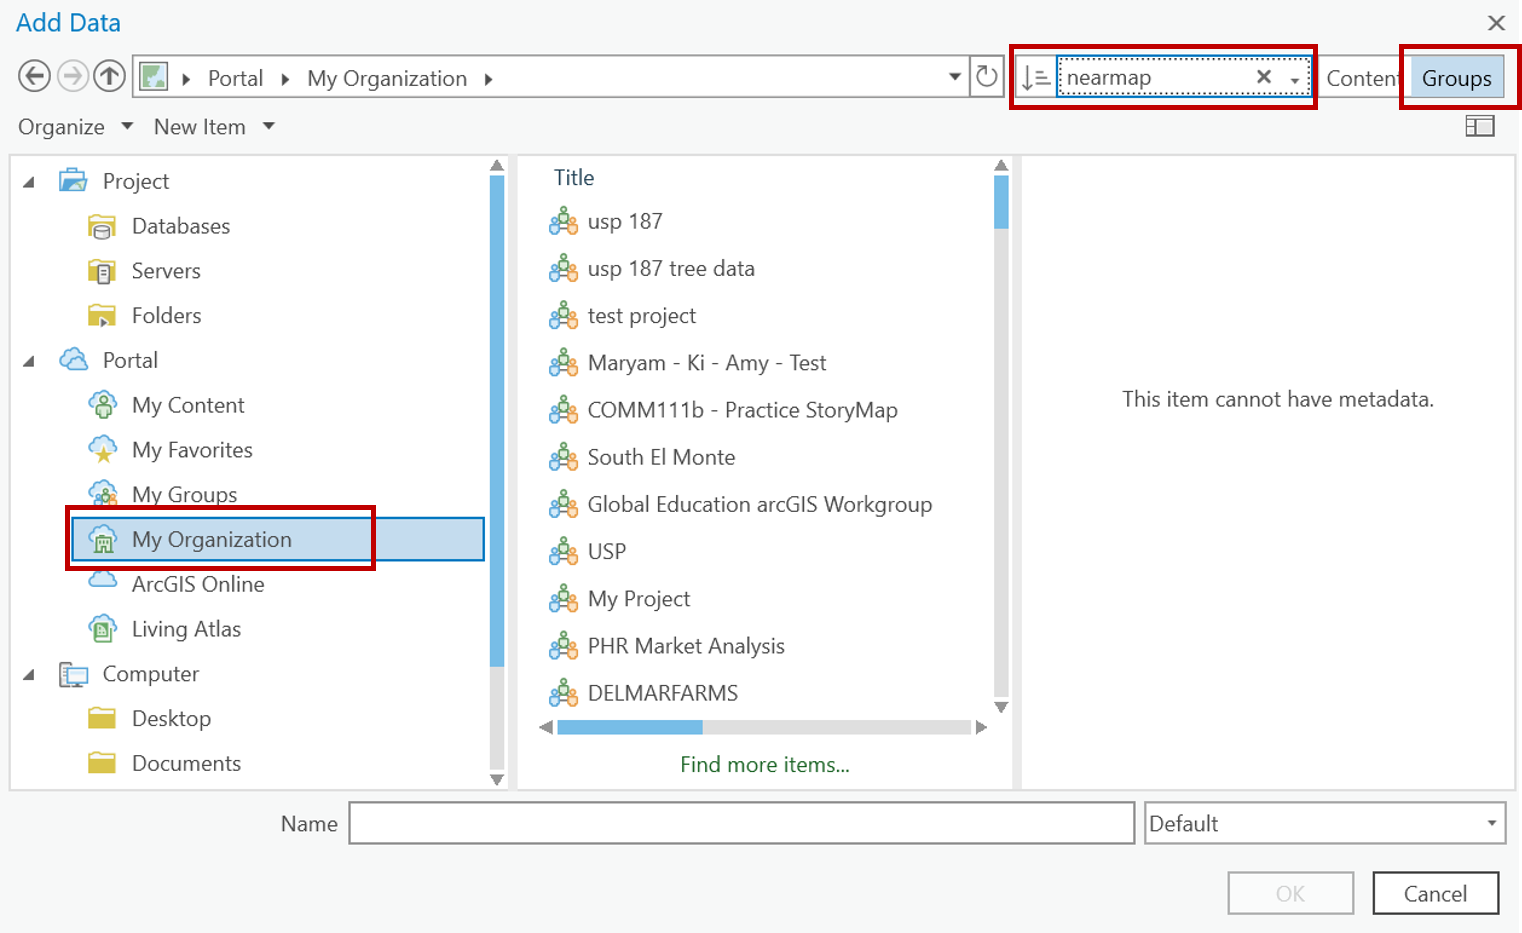 Add Data
Portal My Organization
nearmap
Content Groups
Organize New Item
Project
Databases
Servers
Folders
Portal
My Content
My Favorites
My Groups
My Organization
ArcGIS Online
Living Atlas
Computer
Desktop
Documents
Title
usp 187
usp 187 tree data
test project
Maryam - Ki - Amy - Test
COMM111b - Practice StoryMap
South El Monte
Global Education arcGIS Workgroup
USP
My Project
PHR Market Analysis
DELMARFARMS
Find more items...
This item cannot have metadata.
Name
Default
OK Cancel